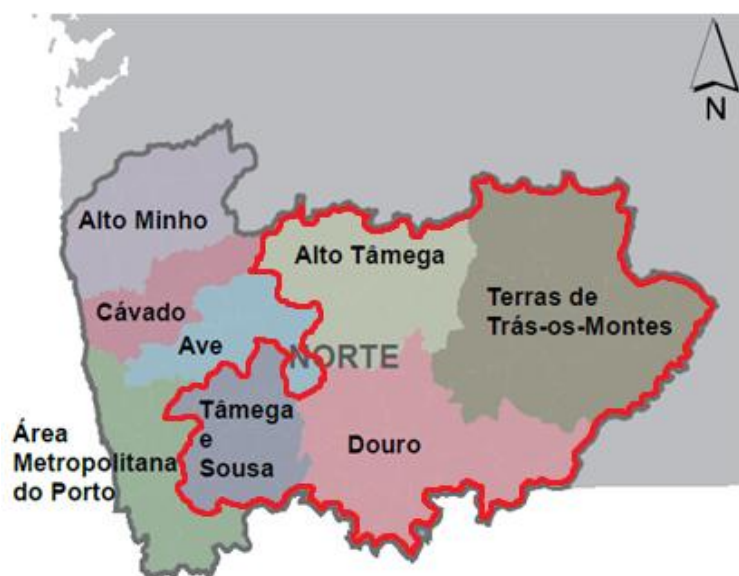 N
Alto Minho
Alto Tâmega
Terras de
Trás-os-Montes
Cávado
Ave
NORTE
Tâmega
e
Sousa
Douro
Área
Metropolitana
do Porto